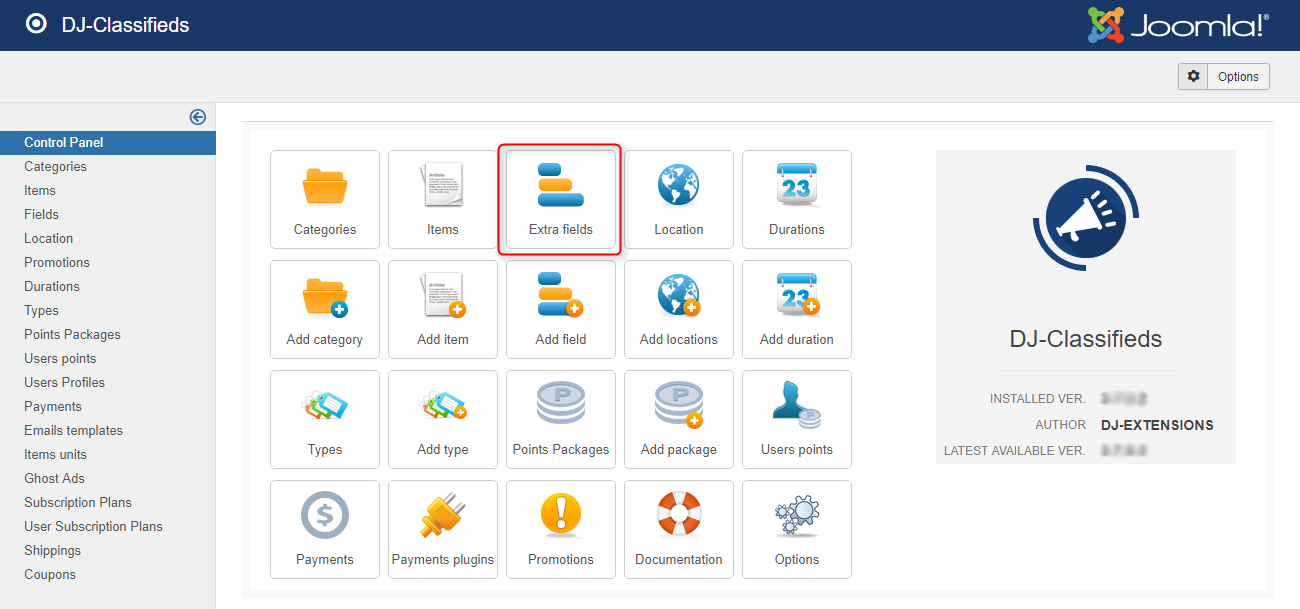 DJ-Classifieds
Joomla!®
Options
Control Panel
Categories
Items
Fields
Location
Promotions
Durations
Types
Points Packages
Users points
Users Profiles
Payments
Emails templates
Items units
Ghost Ads
Subscription Plans
User Subscription Plans
Shippings
Coupons
Article
23
Categories
Items
Extra fields
Location
Durations
Article
23
Add category
Add item
Add field
Add locations
Add duration
P
P
P
Types
Add type
Points Packages
Add package
Users points
$
!
Payments
Payments plugins
Promotions
Documentation
Options
DJ-Classifieds
INSTALLED VER.
AUTHOR DJ-EXTENSIONS
LATEST AVAILABLE VER.